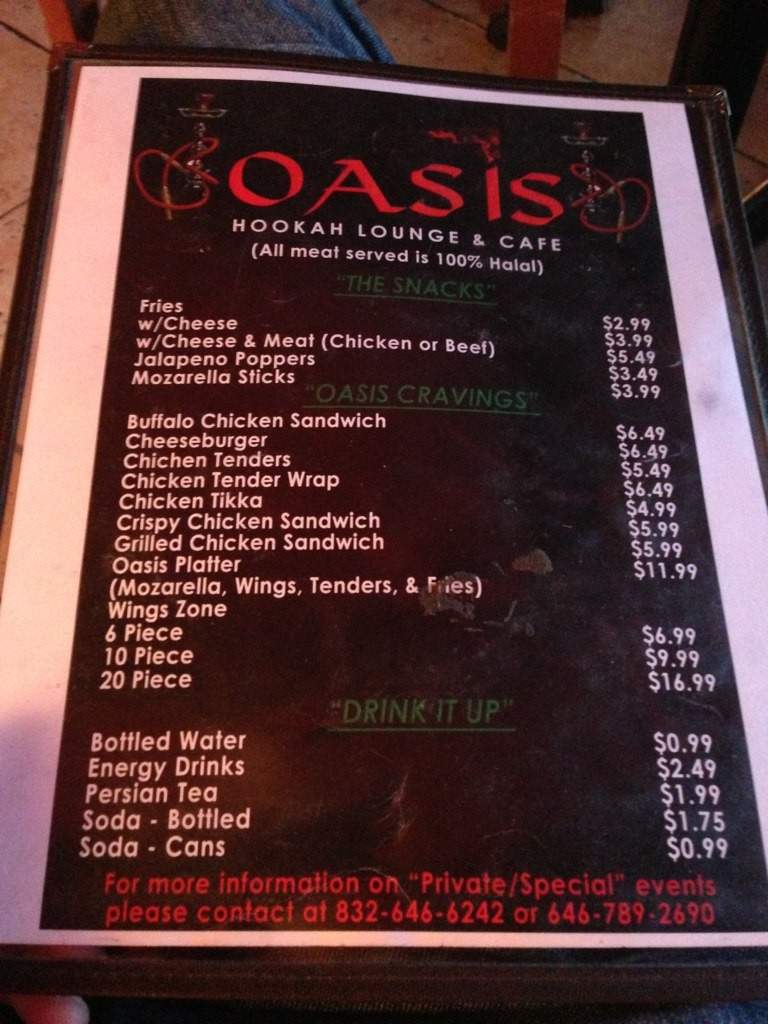 OASIS
HOOKAH LOUNGE & CAFE
(All meat served is 100% Halal)
"THE SNACKS"
Fries $2.99
w/Cheese $3.99
w/Cheese & Meat (Chicken or Beef) $5.49
Jalapeno Poppers $3.49
Mozarella Sticks $3.99
"OASIS CRAVINGS"
Buffalo Chicken Sandwich $6.49
Cheeseburger $6.49
Chichen Tenders $5.49
Chicken Tender Wrap $6.49
Chicken Tikka $4.99
Crispy Chicken Sandwich $5.99
Grilled Chicken Sandwich $5.99
Oasis Platter $11.99
(Mozarella, Wings, Tenders, & Fries)
Wings Zone
6 Piece $6.99
10 Piece $9.99
20 Piece $16.99
"DRINK IT UP"
Bottled Water $0.99
Energy Drinks $2.49
Persian Tea $1.99
Soda - Bottled $1.75
Soda - Cans $0.99
For more information on "Private/Special" events
please contact at 832-646-6242 or 646-789-2690